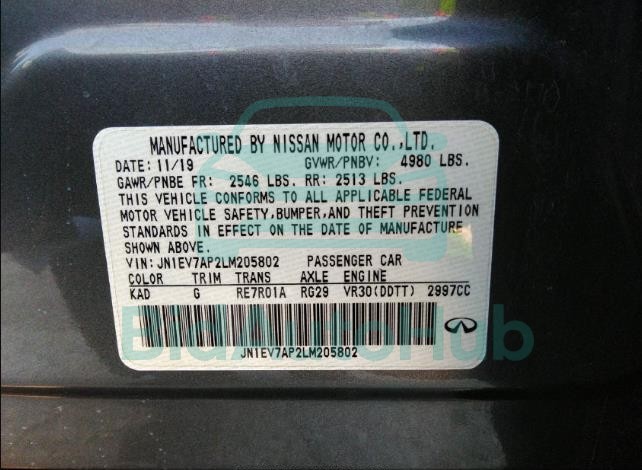 MANUFACTURED BY NISSAN MOTOR CO.,LTD.
DATE: 11/19 GVWR/PNBV: 4980 LBS.
GAWR/PNBE FR: 2546 LBS. RR: 2513 LBS.
THIS VEHICLE CONFORMS TO ALL APPLICABLE FEDERAL
MOTOR VEHICLE SAFETY,BUMPER,AND THEFT PREVENTION
STANDARDS IN EFFECT ON THE DATE OF MANUFACTURE
SHOWN ABOVE.
VIN: JN1EV7AP2LM205802 PASSENGER CAR
COLOR TRIM TRANS AXLE ENGINE
KAD G RE7R01A RG29 VR30(DDTT) 2997CC
JN1EV7AP2LM205802
BidAutoHub